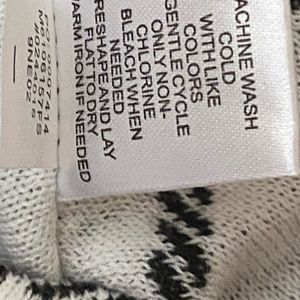 MACHINE WASH
COLD
WITH LIKE
COLORS
GENTLE CYCLE
ONLY NON-
CHLORINE
BLEACH WHEN
NEEDED
RESHAPE AND LAY
FLAT TO DRY
WARM IRON IF NEEDED